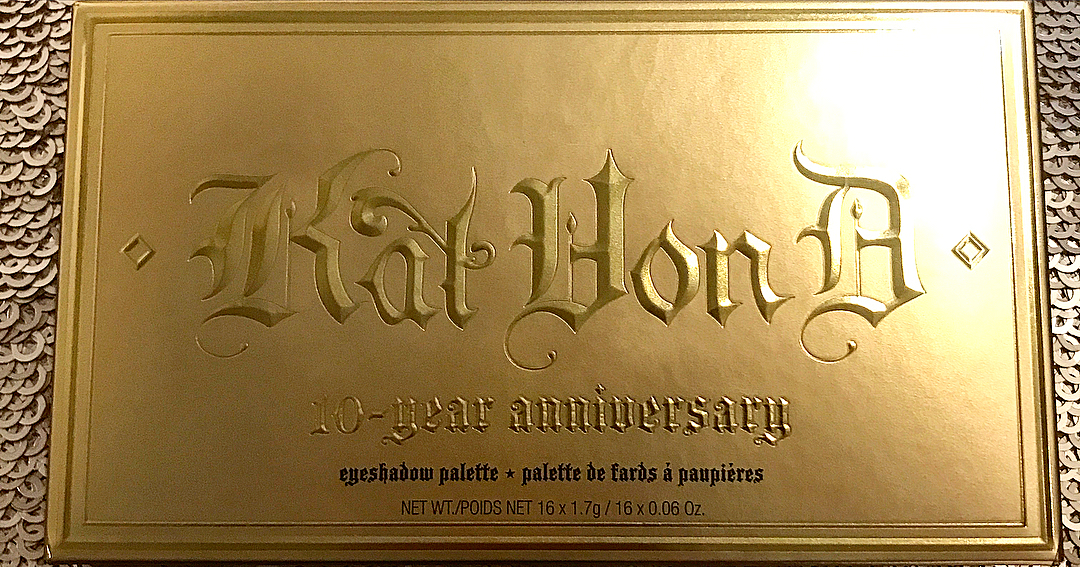 Kat Von D
10-year anniversary
eyeshadow palette ★ palette de fards á paupiéres
NET WT./POIDS NET 16 x 1.7g / 16 x 0.06 Oz.